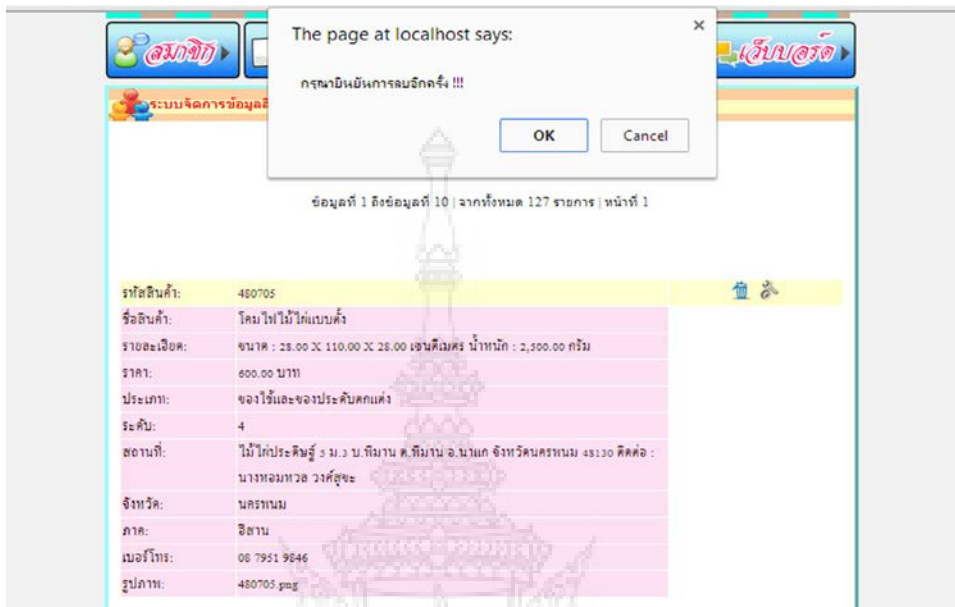 สมาชิก
The page at localhost says:
×
เว็บบอร์ด
กรุณายืนยันการลบอีกครั้ง !!!
OK
Cancel
ระบบจัดการข้อมูลสิ
ข้อมูลที่ 1 ถึงข้อมูลที่ 10 | จากทั้งหมด 127 รายการ | หน้าที่ 1
รหัสสินค้า: 480705
ชื่อสินค้า: โคมไฟไม้ไผ่แบบตั้ง
รายละเอียด: ขนาด : 28.00 X 110.00 X 28.00 เซนติเมตร น้ำหนัก : 2,500.00 กรัม
ราคา: 600.00 บาท
ประเภท: ของใช้และของประดับตกแต่ง
ระดับ: 4
สถานที่: ไม้ไผ่ประดิษฐ์ 5 ม.3 บ.พิมาน ต.พิมาน อ.นาแก จังหวัดนครพนม 48130 ติดต่อ :
นางหอมหวล วงศ์สุขะ
จังหวัด: นครพนม
ภาค: อีสาน
เบอร์โทร: 08 7951 9846
รูปภาพ: 480705.png